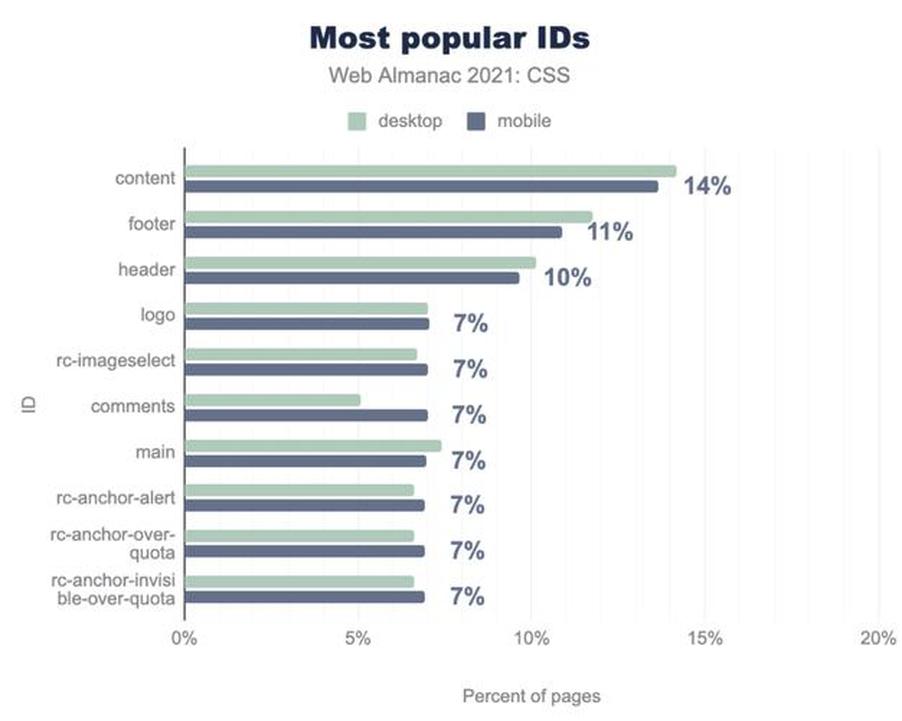 Most popular IDs
Web Almanac 2021: CSS
desktop mobile
content 14%
footer 11%
header 10%
logo 7%
rc-imageselect 7%
comments 7%
main 7%
rc-anchor-alert 7%
rc-anchor-over-
quota 7%
rc-anchor-invisi
ble-over-quota 7%
ID
0% 5% 10% 15% 20%
Percent of pages